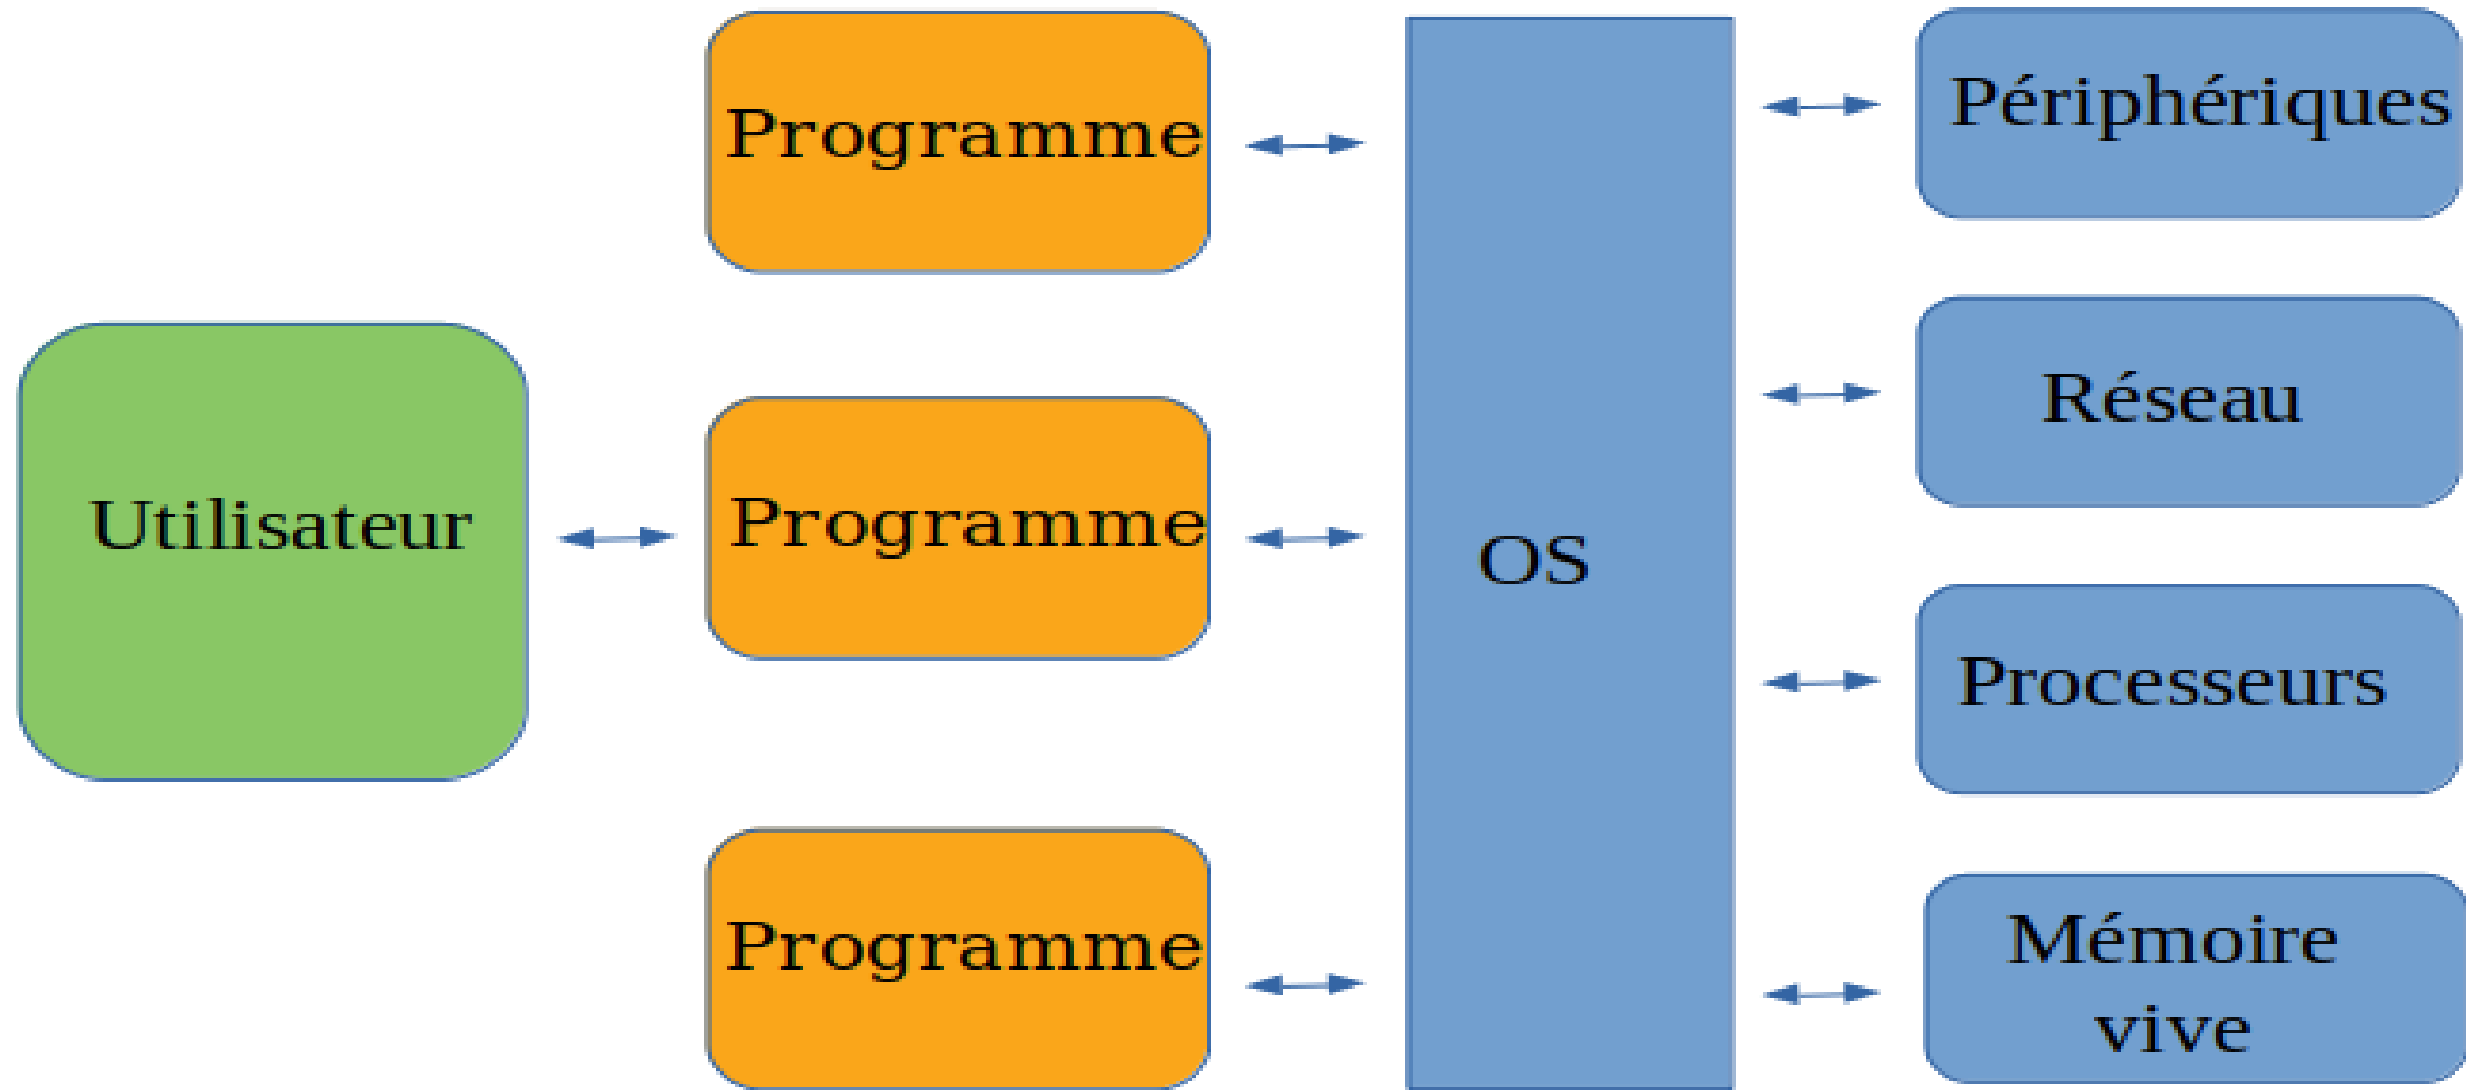 Utilisateur
Programme
Programme
Programme
OS
Périphériques
Réseau
Processeurs
Mémoire
vive